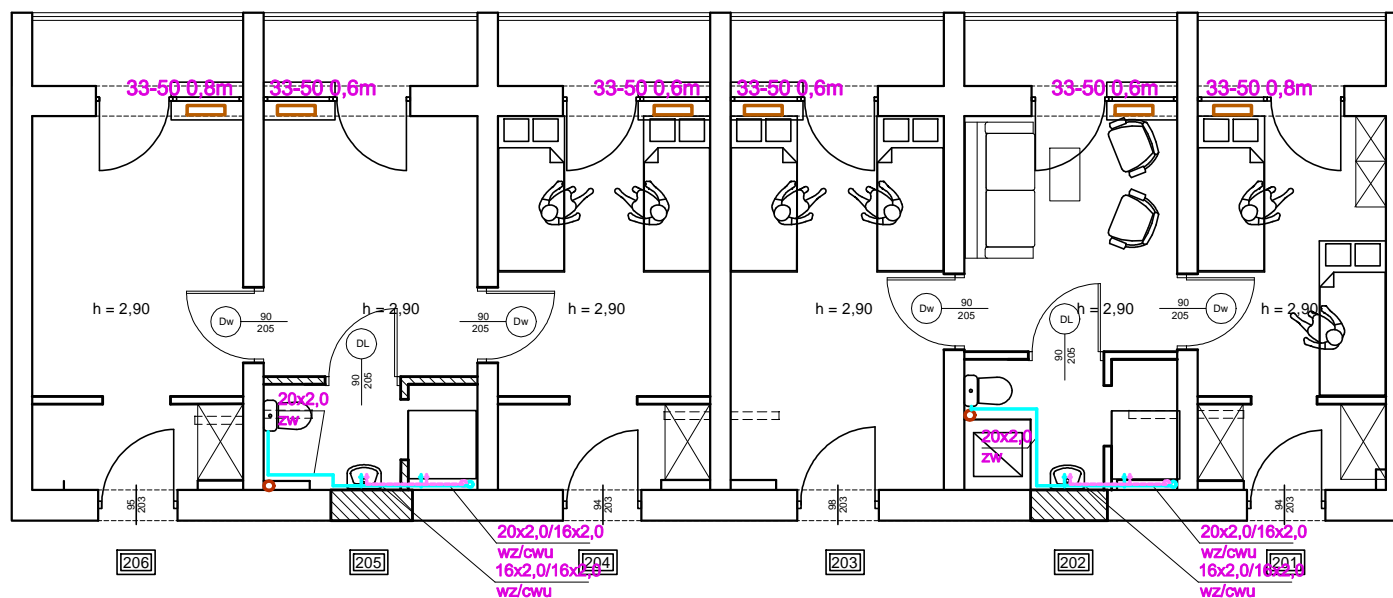 33-50 0,8m
33-50 0,6m
33-50 0,6m
33-50 0,6m
33-50 0,6m
33-50 0,8m
h = 2,90
Dw
90
205
h = 2,90
90
205
Dw
h = 2,90
h = 2,90
Dw
90
205
h = 2,90
90
205
Dw
h = 2,90
DL
90
205
DL
90
205
20x2,0
zw
20x2,0
zw
95
203
94
203
98
203
94
203
20x2,0/16x2,0
wz/cwu
16x2,0/16x2,0
wz/cwu
20x2,0/16x2,0
wz/cwu
16x2,0/16x2,0
wz/cwu
206
205
204
203
202
201